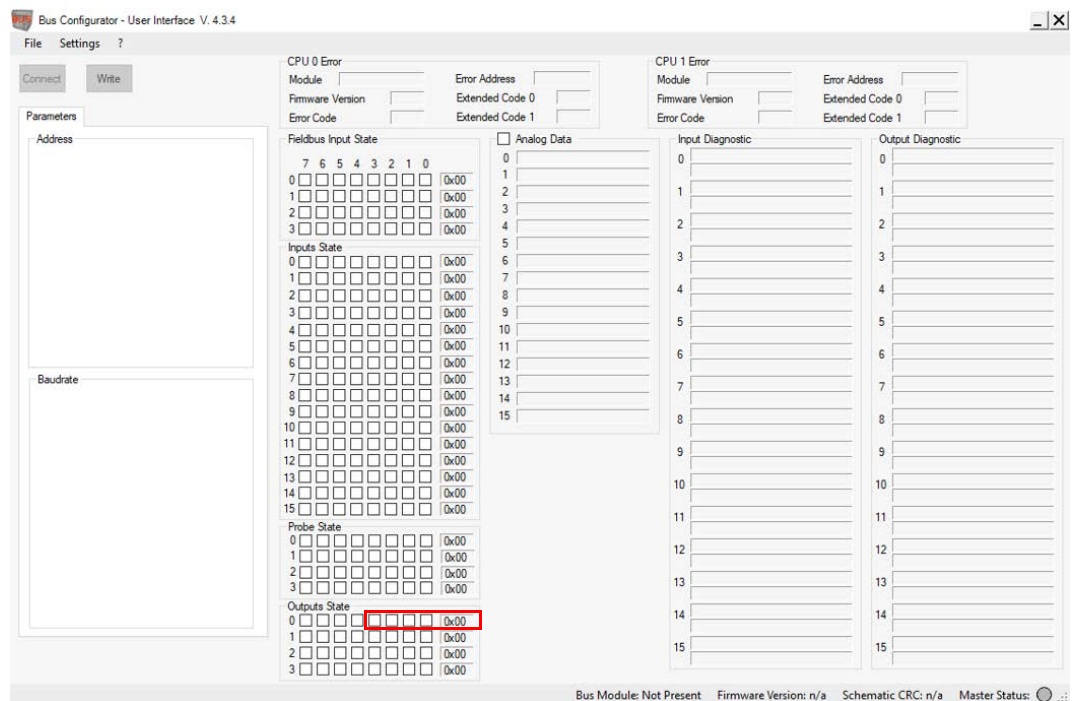 BUS Bus Configurator - User Interface V. 4.3.4
File Settings ?
Connect Write
CPU 0 Error
Module Error Address
Firmware Version Extended Code 0
Error Code Extended Code 1
CPU 1 Error
Module Error Address
Firmware Version Extended Code 0
Error Code Extended Code 1
Parameters
Address
Baudrate
Fieldbus Input State
7 6 5 4 3 2 1 0
0 0x00
1 0x00
2 0x00
3 0x00
Inputs State
0 0x00
1 0x00
2 0x00
3 0x00
4 0x00
5 0x00
6 0x00
7 0x00
8 0x00
9 0x00
10 0x00
11 0x00
12 0x00
13 0x00
14 0x00
15 0x00
Probe State
0 0x00
1 0x00
2 0x00
3 0x00
Outputs State
0 0x00
1 0x00
2 0x00
3 0x00
Analog Data
0
1
2
3
4
5
6
7
8
9
10
11
12
13
14
15
Input Diagnostic
0
1
2
3
4
5
6
7
8
9
10
11
12
13
14
15
Output Diagnostic
0
1
2
3
4
5
6
7
8
9
10
11
12
13
14
15
Bus Module: Not Present Firmware Version: n/a Schematic CRC: n/a Master Status: